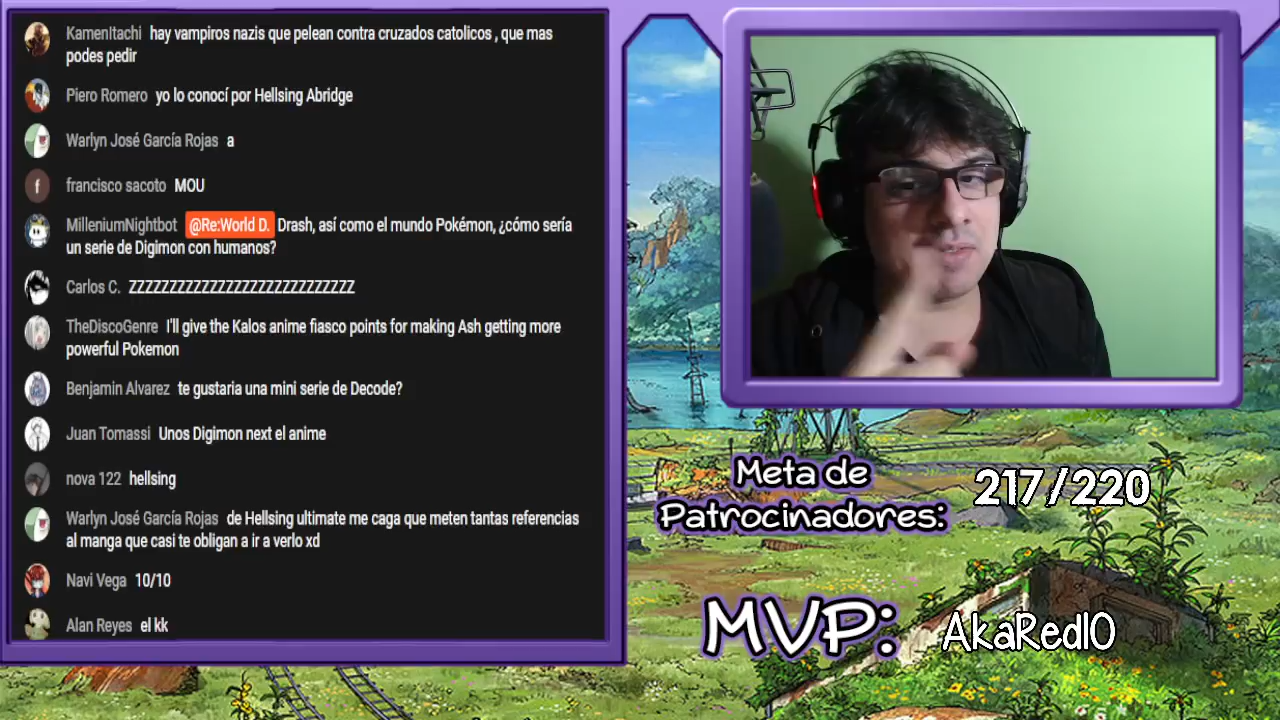 KamenItachi hay vampiros nazis que pelean contra cruzados catolicos , que mas
podes pedir
Piero Romero yo lo conocí por Hellsing Abridge
Warlyn José García Rojas a
f francisco sacoto MOU
MilleniumNightbot @Re:World D. Drash, así como el mundo Pokémon, ¿cómo sería
un serie de Digimon con humanos?
Carlos C. ZZZZZZZZZZZZZZZZZZZZZZZZZZZZ
TheDiscoGenre I'll give the Kalos anime fiasco points for making Ash getting more
powerful Pokemon
Benjamin Alvarez te gustaria una mini serie de Decode?
Juan Tomassi Unos Digimon next el anime
nova 122 hellsing
Warlyn José García Rojas de Hellsing ultimate me caga que meten tantas referencias
al manga que casi te obligan a ir a verlo xd
Navi Vega 10/10
Alan Reyes el kk
Meta de
Patrocinadores: 217/220
MVP: AkaRed10